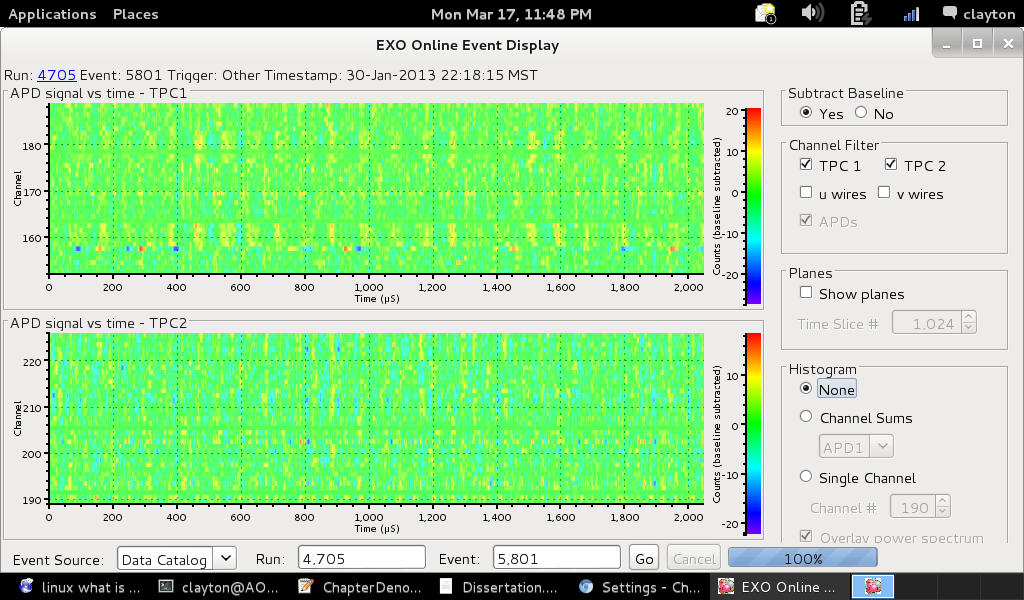 Applications Places Mon Mar 17, 11:48 PM 1 clayton
EXO Online Event Display
Run: 4705 Event: 5801 Trigger: Other Timestamp: 30-Jan-2013 22:18:15 MST
APD signal vs time - TPC1
180
170
160
Channel
0 200 400 600 800 1,000 1,200 1,400 1,600 1,800 2,000
Time (µS)
20
10
0
-10
-20
Counts (baseline subtracted)
APD signal vs time - TPC2
220
210
200
190
Channel
0 200 400 600 800 1,000 1,200 1,400 1,600 1,800 2,000
Time (µS)
10
0
-10
-20
Counts (baseline subtracted)
Subtract Baseline
Yes No
Channel Filter
TPC 1 TPC 2
u wires v wires
APDs
Planes
Show planes
Time Slice # 1,024
Histogram
None
Channel Sums
APD1
Single Channel
Channel # 190
Overlay power spectrum
Event Source: Data Catalog Run: 4,705 Event: 5,801 Go Cancel 100%
linux what is ... clayton@AO... ChapterDeno... Dissertation.... Settings - Ch... EXO Online ...